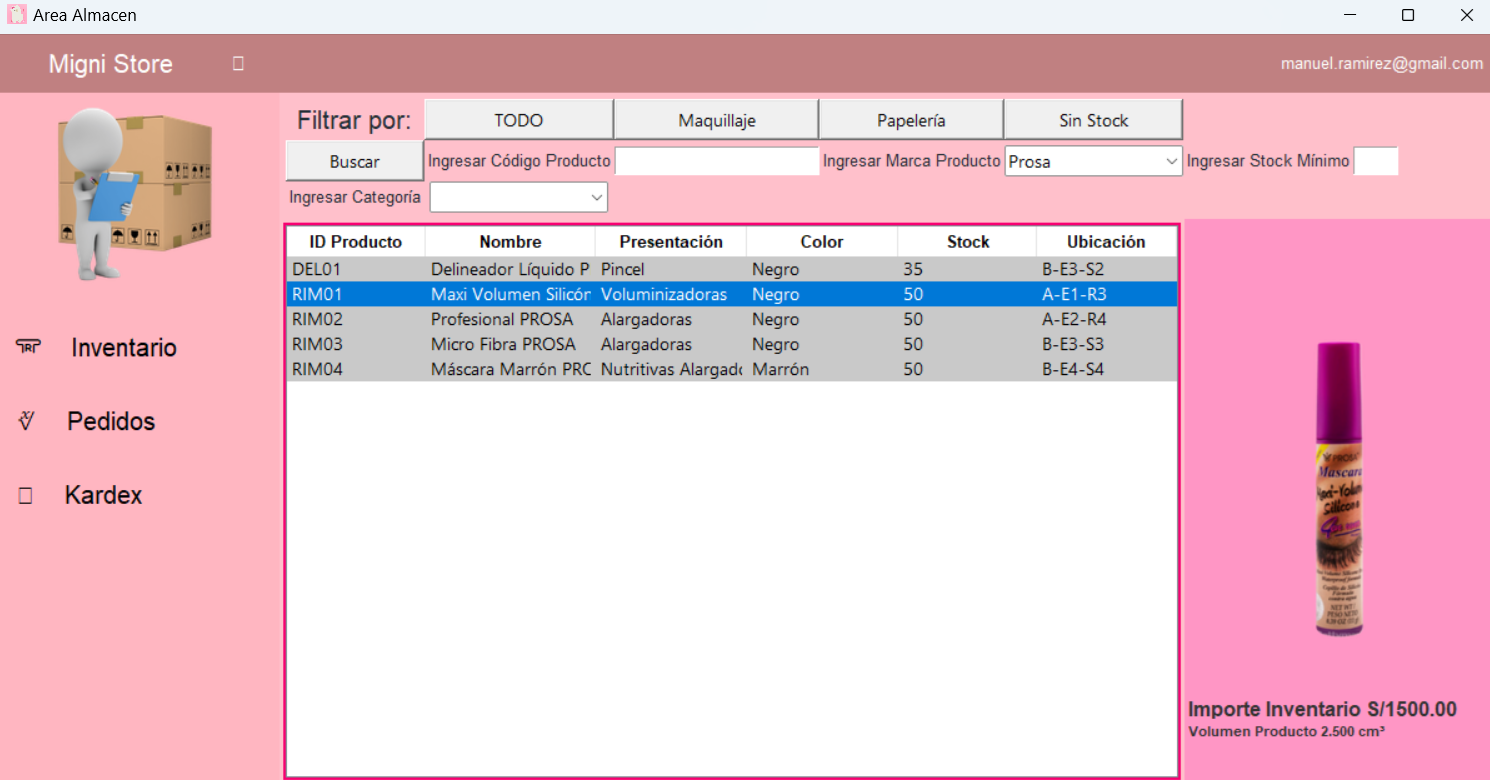 Area Almacen
Migni Store manuel.ramirez@gmail.com
Filtrar por: TODO Maquillaje Papelería Sin Stock
Buscar Ingresar Código Producto Ingresar Marca Producto Prosa Ingresar Stock Mínimo
Ingresar Categoría
Inventario
Pedidos
Kardex
ID Producto Nombre Presentación Color Stock Ubicación
DEL01 Delineador Líquido P Pincel Negro 35 B-E3-S2
RIM01 Maxi Volumen Silicón Voluminizadoras Negro 50 A-E1-R3
RIM02 Profesional PROSA Alargadoras Negro 50 A-E2-R4
RIM03 Micro Fibra PROSA Alargadoras Negro 50 B-E3-S3
RIM04 Máscara Marrón PRO Nutritivas Alargado Marrón 50 B-E4-S4
PROSA
Mascara
Maxi-Volum
Silicone
Importe Inventario S/1500.00
Volumen Producto 2.500 cm³